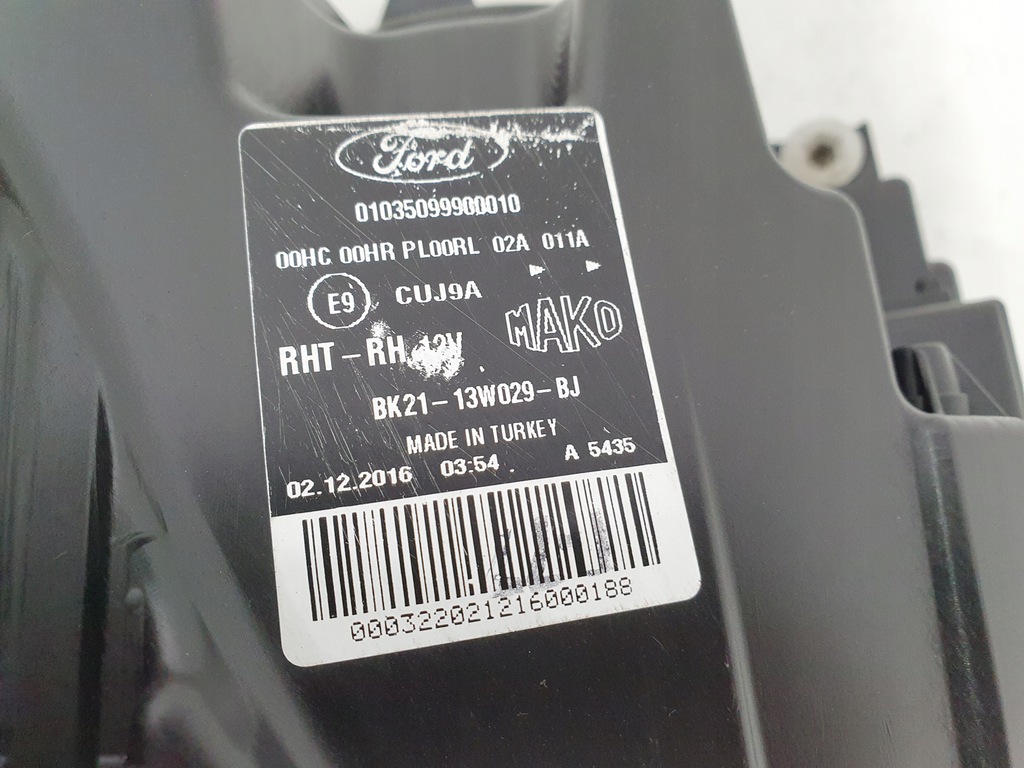 Ford
01035099900010
00HC 00HR PL00RL 02A 011A
E9 CUJ9A
MAKO
RHT-RH 12V
BK21-13W029-BJ
MADE IN TURKEY
02.12.2016 03:54 A 5435
000322021216000188